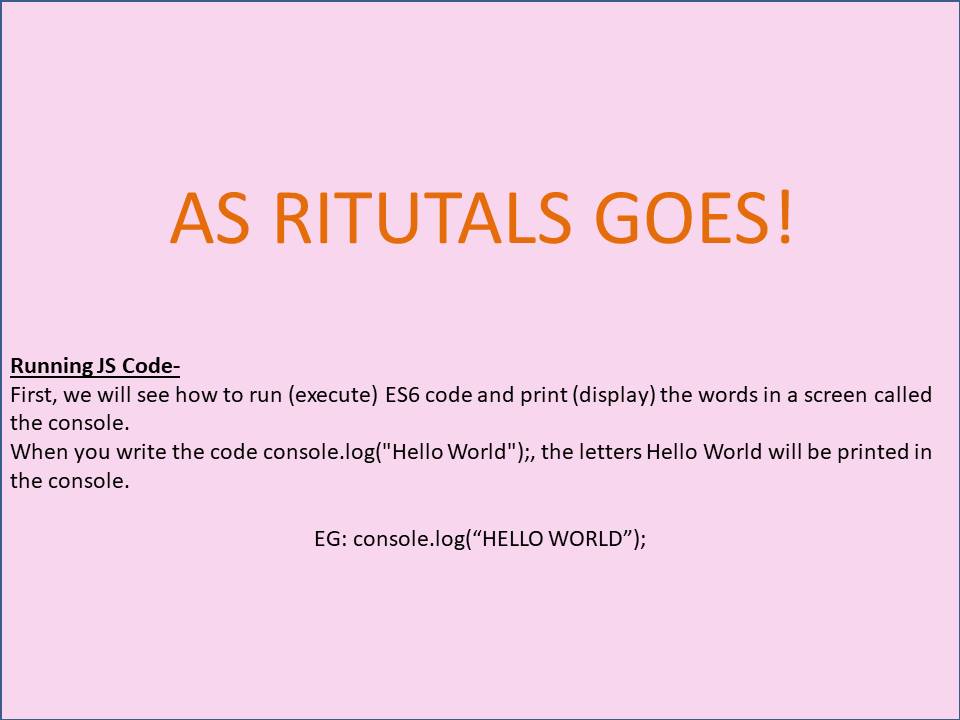 AS RITUTALS GOES!
Running JS Code-
First, we will see how to run (execute) ES6 code and print (display) the words in a screen called
the console.
When you write the code console.log("Hello World");, the letters Hello World will be printed in
the console.
EG: console.log(“HELLO WORLD”);